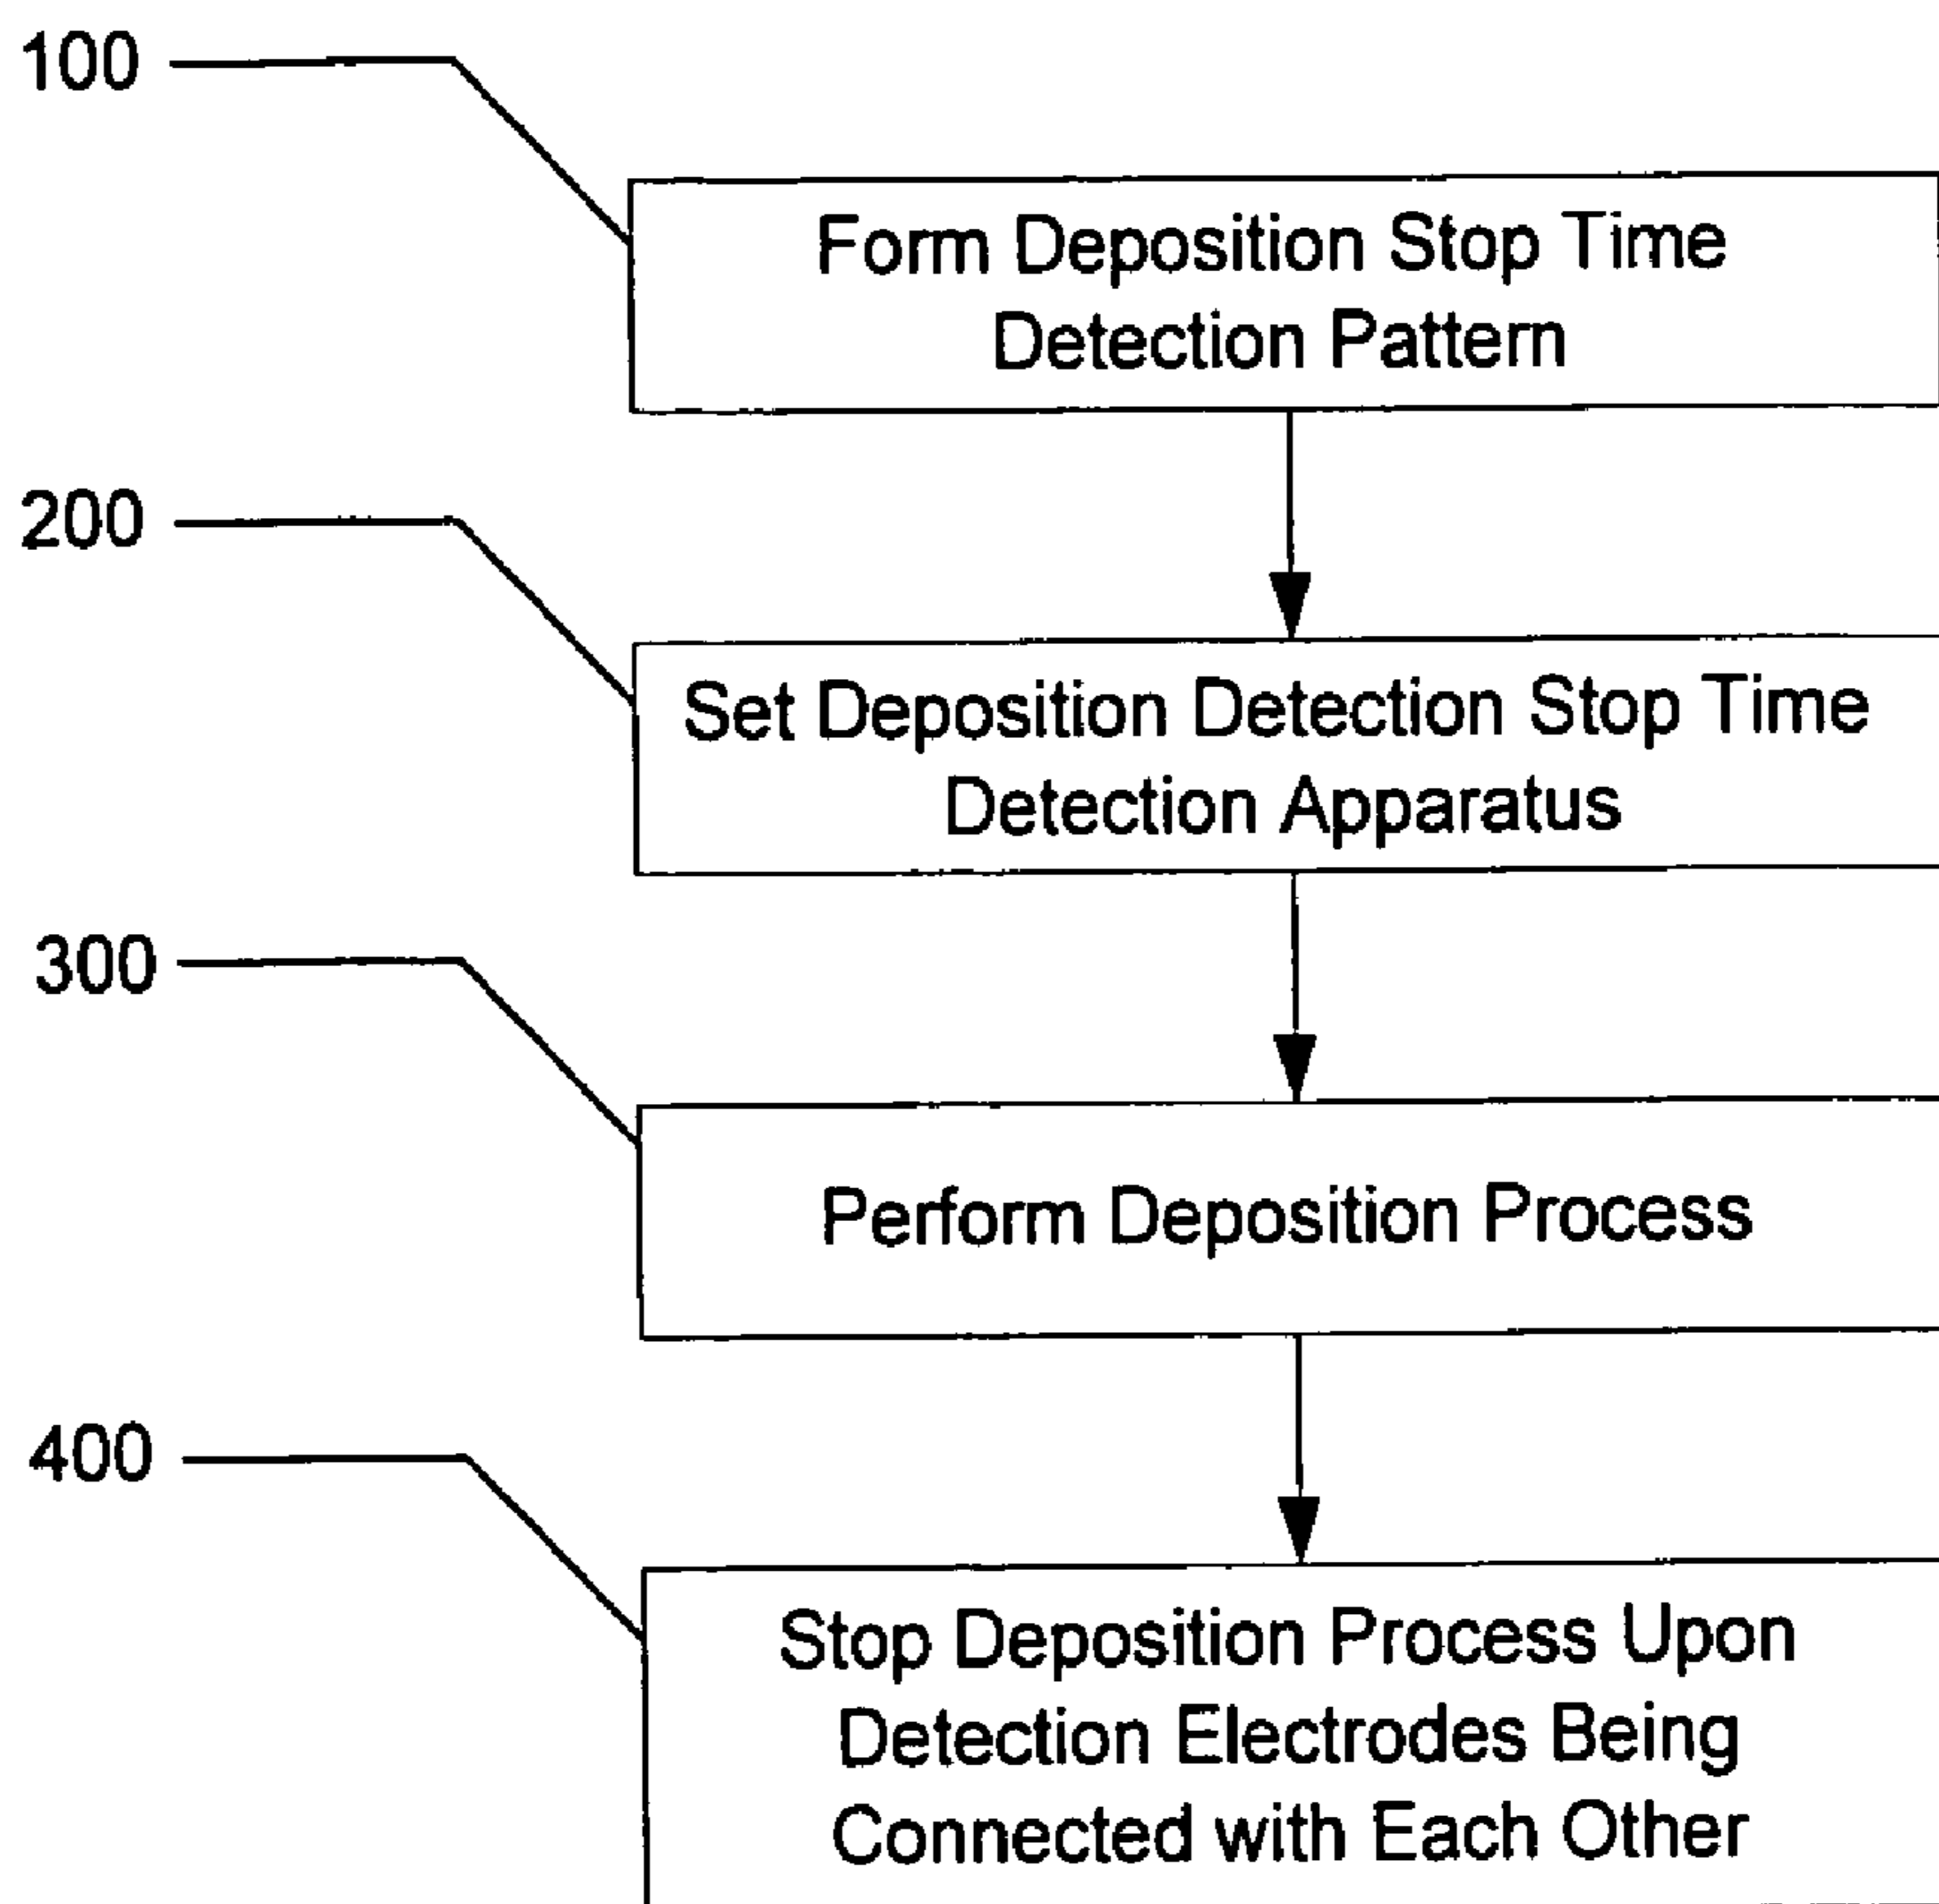 100
Form Deposition Stop Time
Detection Pattern
200
Set Deposition Detection Stop Time
Detection Apparatus
300
Perform Deposition Process
400
Stop Deposition Process Upon
Detection Electrodes Being
Connected with Each Other